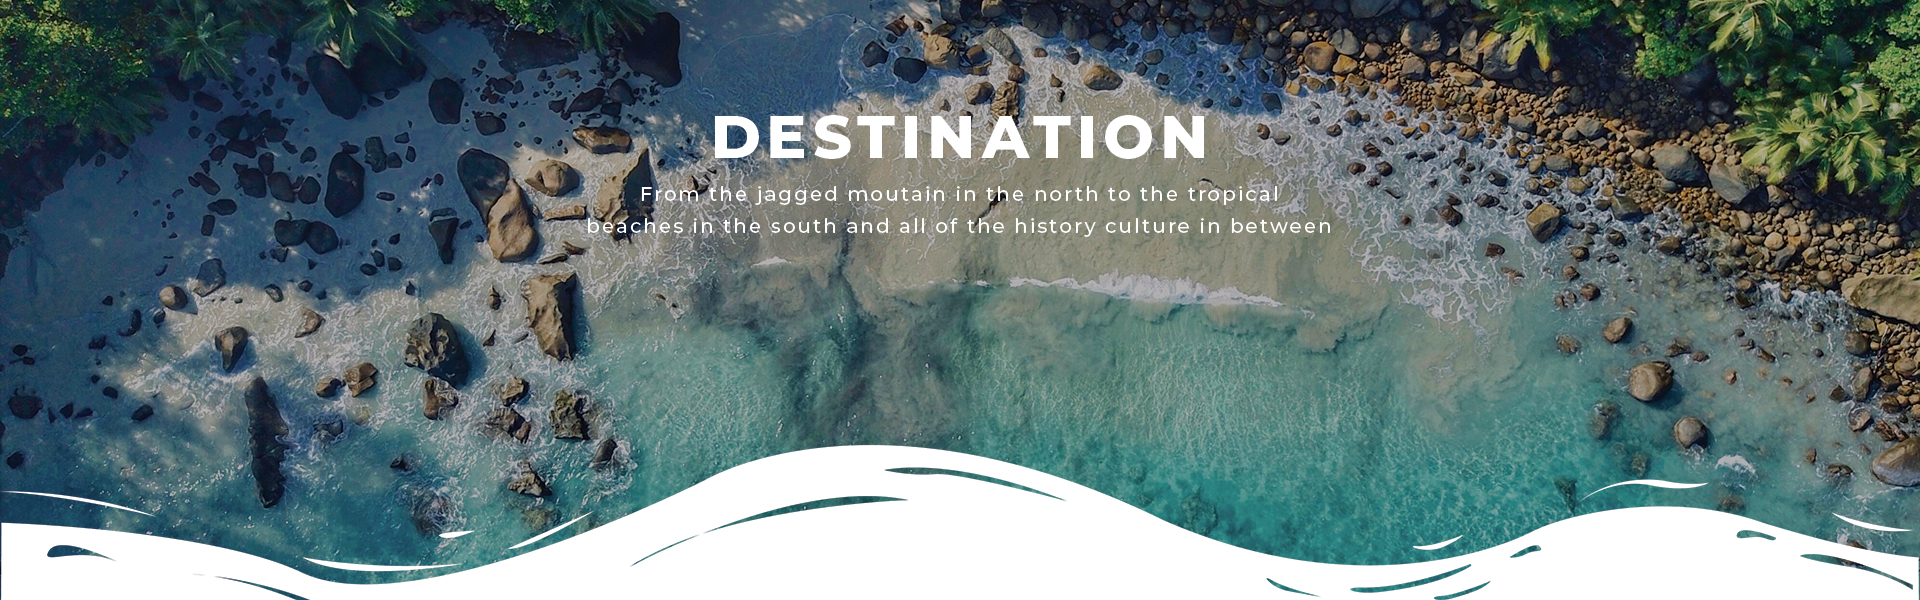 DESTINATION
From the jagged moutain in the north to the tropical
beaches in the south and all of the history culture in between